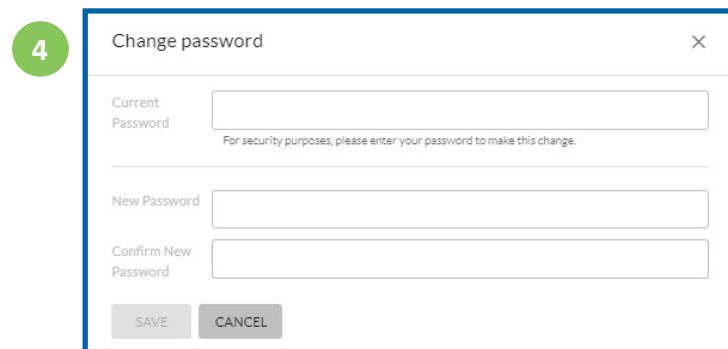 4
Change password
Current
Password
For security purposes, please enter your password to make this change.
New Password
Confirm New
Password
SAVE CANCEL